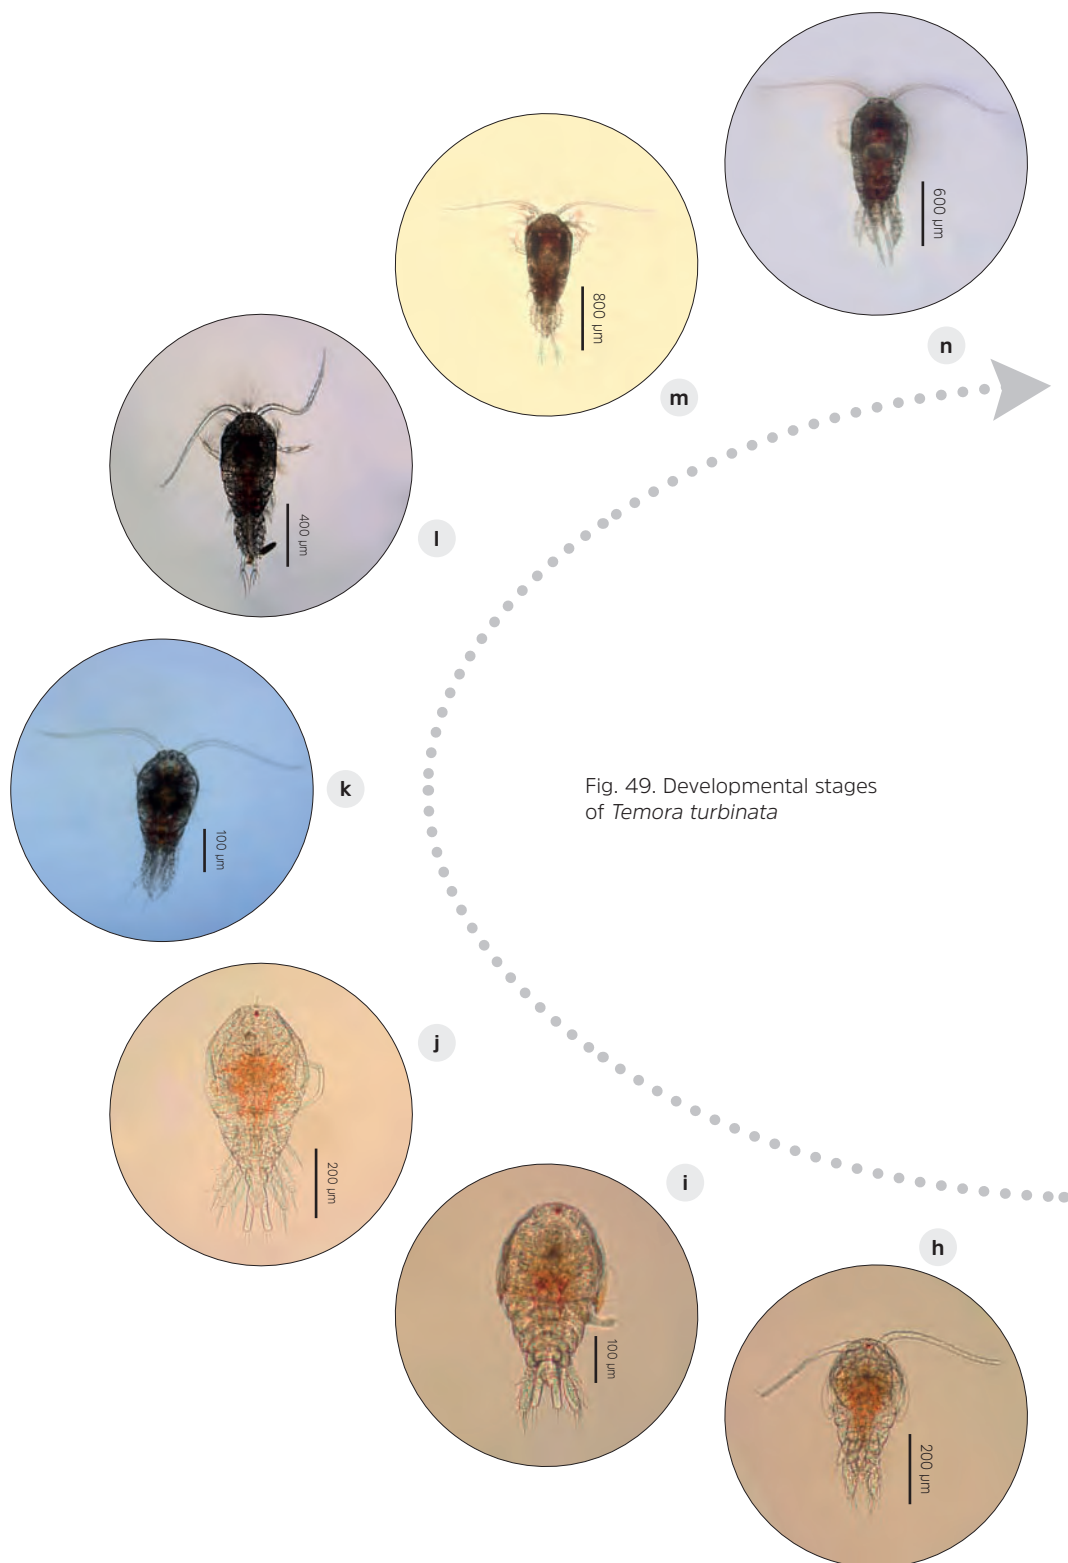 600 µm
n
800 µm
m
400 µm
l
k
100 µm
Fig. 49. Developmental stages
of Temora turbinata
j
200 µm
i
100 µm
h
200 µm